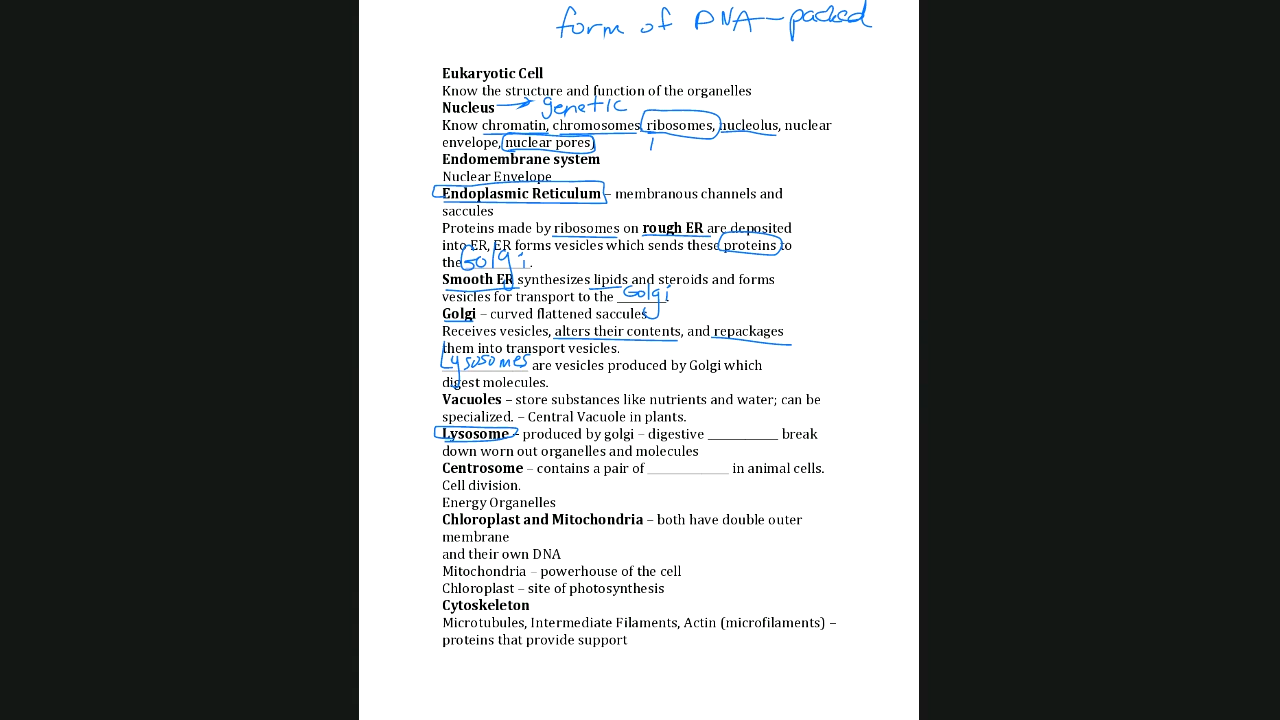 form of DNA-packed
Eukaryotic Cell
Know the structure and function of the organelles
Nucleus → genetic
Know chromatin, chromosomes, ribosomes, nucleolus, nuclear
envelope, nuclear pores,
Endomembrane system
Nuclear Envelope
Endoplasmic Reticulum – membranous channels and
saccules
Proteins made by ribosomes on rough ER are deposited
into ER, ER forms vesicles which sends these proteins to
the Golgi.
Smooth ER synthesizes lipids and steroids and forms
vesicles for transport to the Golgi
Golgi – curved flattened saccules
Receives vesicles, alters their contents, and repackages
them into transport vesicles.
Lysosomes are vesicles produced by Golgi which
digest molecules.
Vacuoles – store substances like nutrients and water; can be
specialized. – Central Vacuole in plants.
Lysosome – produced by golgi – digestive ___________ break
down worn out organelles and molecules
Centrosome – contains a pair of _____________ in animal cells.
Cell division.
Energy Organelles
Chloroplast and Mitochondria – both have double outer
membrane
and their own DNA
Mitochondria – powerhouse of the cell
Chloroplast – site of photosynthesis
Cytoskeleton
Microtubules, Intermediate Filaments, Actin (microfilaments) –
proteins that provide support